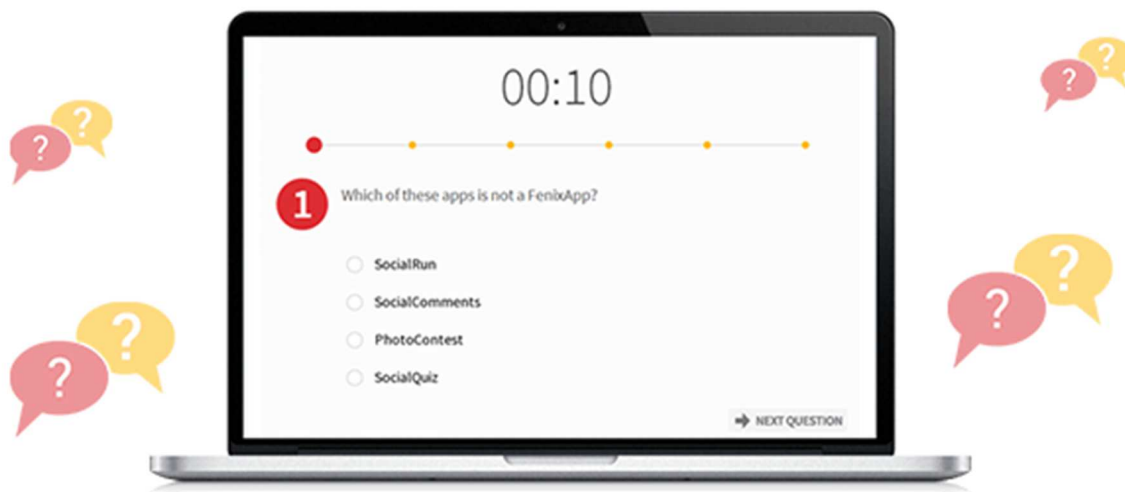 00:10
1
Which of these apps is not a FenixApp?
SocialRun
SocialComments
PhotoContest
SocialQuiz
NEXT QUESTION
? ?
? ?
? ?
? ?